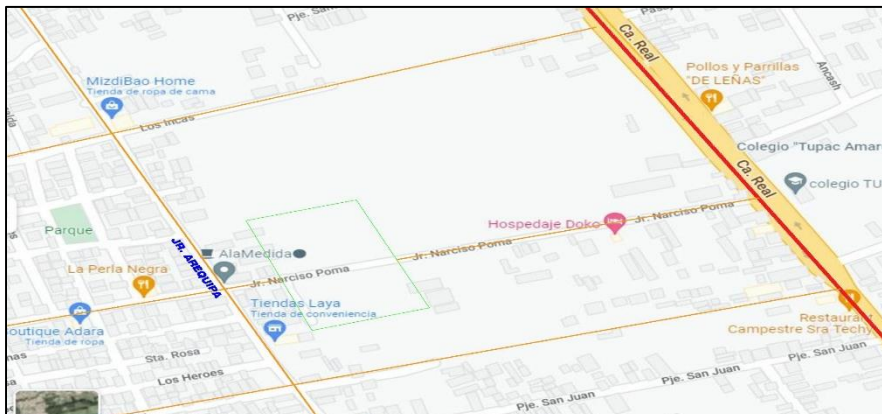 Pje. San Juan
Ca. Real
MizdiBao Home
Tienda de ropa de cama
Los Incas
Pollos y Parrillas
"DE LEÑAS"
Ancash
Colegio "Tupac Amar
Ca. Real
colegio TU
Parque
Hospedaje Doko
Jr. Narciso Poma
JR. AREQUIPA
AlaMedida
Jr. Narciso Poma
La Perla Negra
Jr. Narciso Poma
Tiendas Laya
Tienda de conveniencia
outique Adara
Tienda de ropa
Restaurant
Campestre Sra Techy
Sta. Rosa
Los Heroes
Pje. San Juan
Pje. San Juan